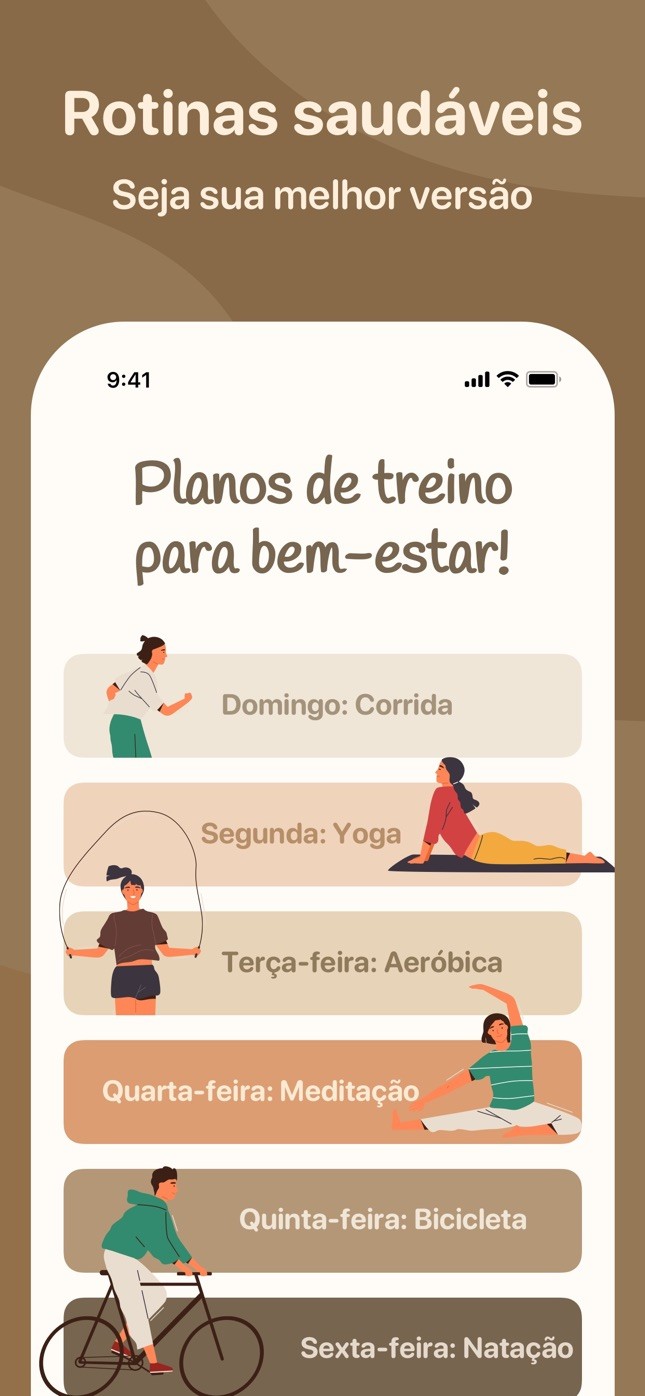 Rotinas saudáveis
Seja sua melhor versão
9:41
Planos de treino
para bem-estar!
Domingo: Corrida
Segunda: Yoga
Terça-feira: Aeróbica
Quarta-feira: Meditação
Quinta-feira: Bicicleta
Sexta-feira: Natação